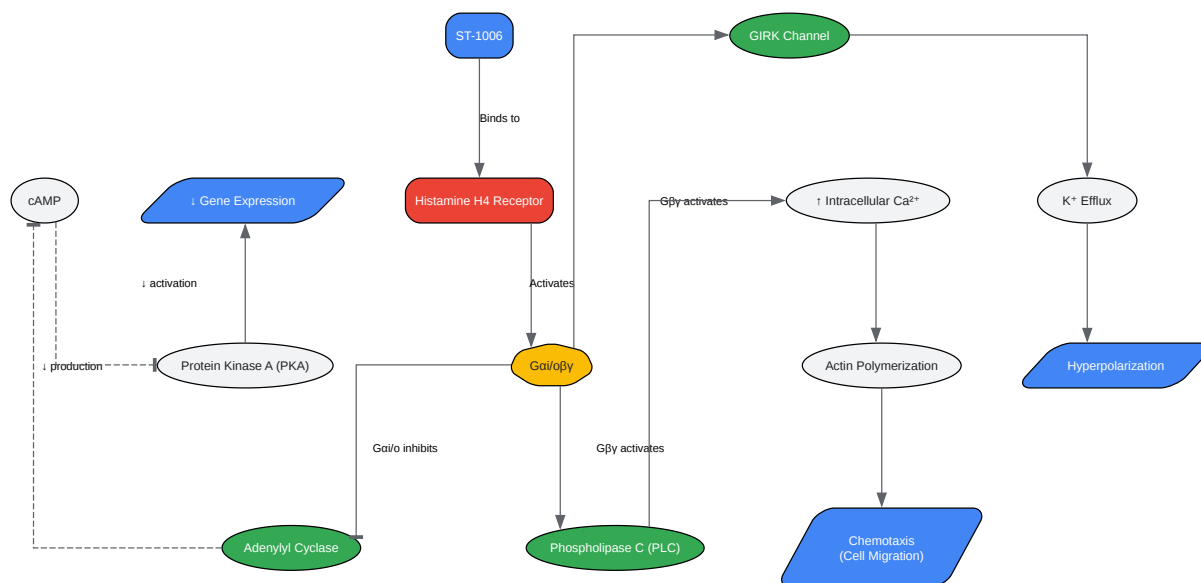 ST-1006
GIRK Channel
Binds to
cAMP
↓ Gene Expression
Histamine H4 Receptor
Gβγ activates
↑ Intracellular Ca²⁺
K⁺ Efflux
↓ activation
Activates
↓ production
Protein Kinase A (PKA)
Gαi/oβγ
Actin Polymerization
Hyperpolarization
Gαi/o inhibits
Gβγ activates
Adenylyl Cyclase
Phospholipase C (PLC)
Chemotaxis
(Cell Migration)